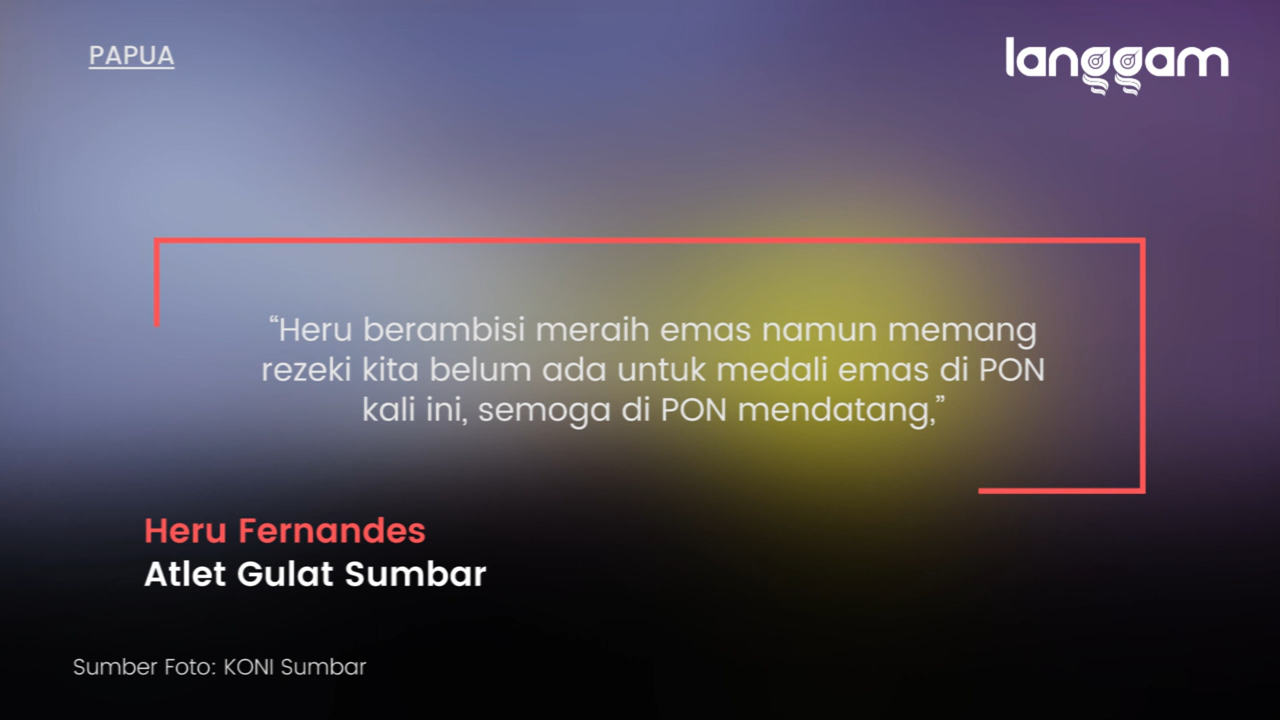 PAPUA
langgam
“Heru berambisi meraih emas namun memang
rezeki kita belum ada untuk medali emas di PON
kali ini, semoga di PON mendatang,”
Heru Fernandes
Atlet Gulat Sumbar
Sumber Foto: KONI Sumbar